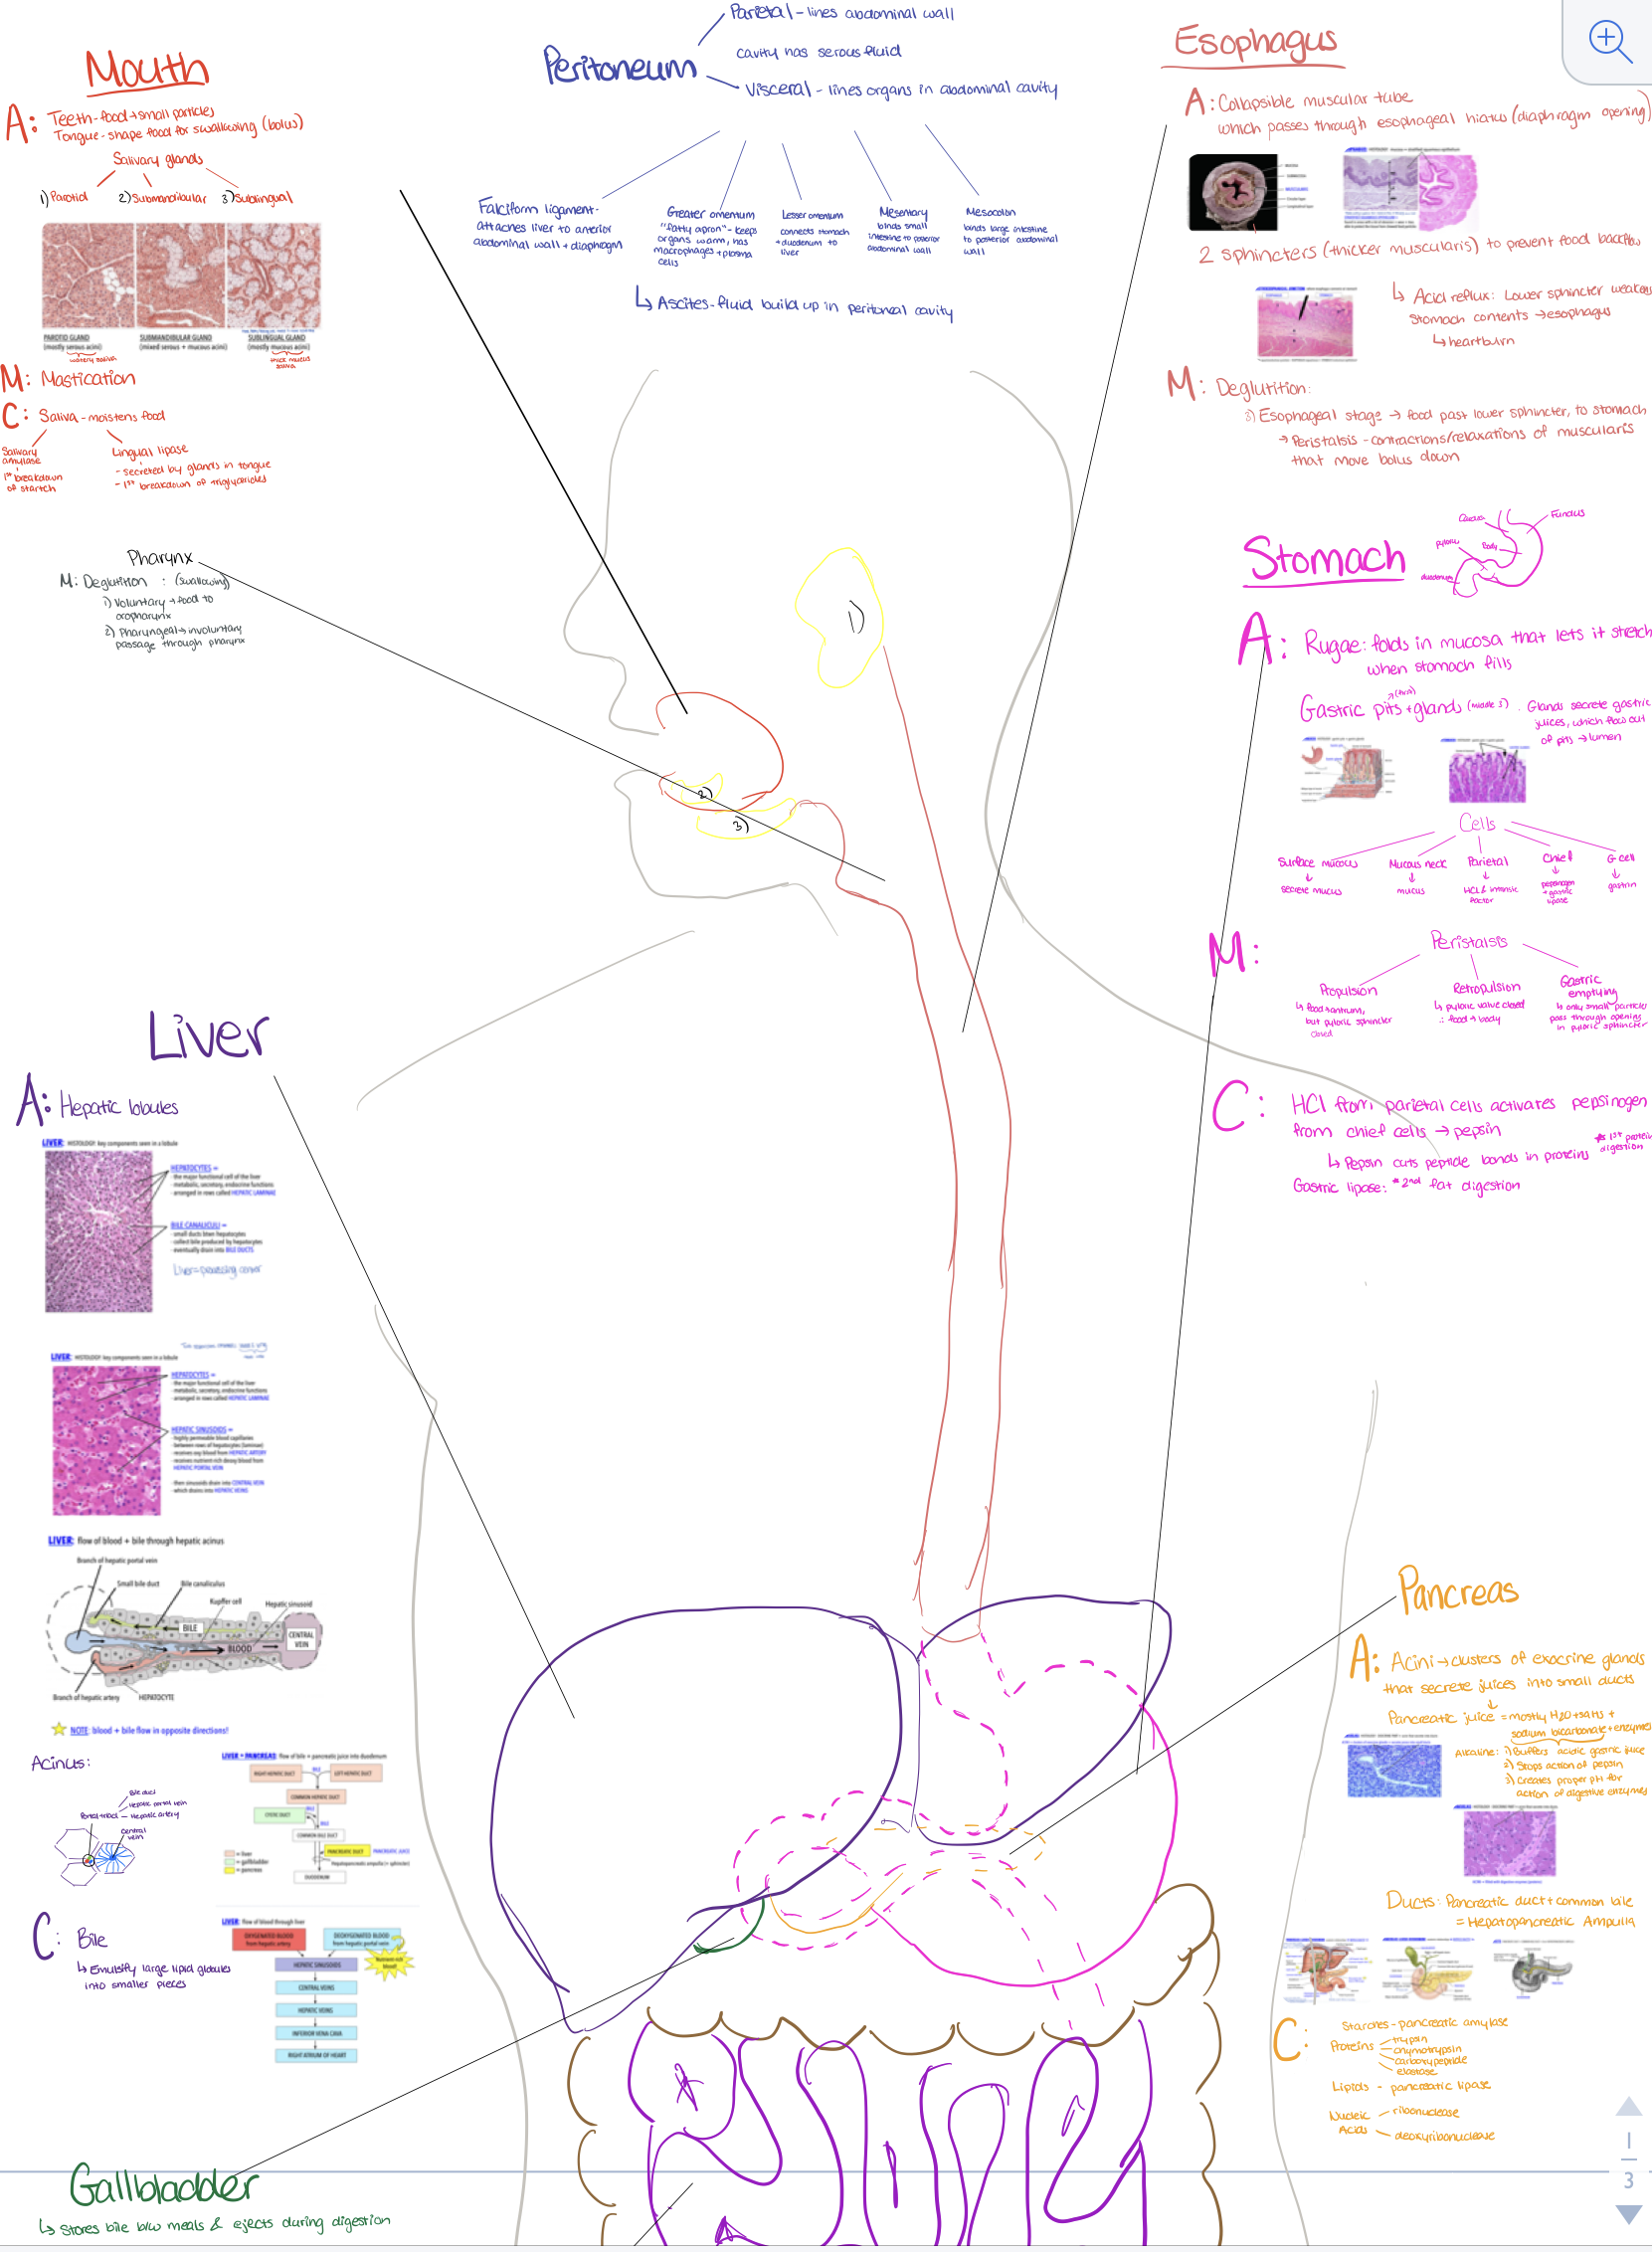 Mouth
A: Teeth-food→small particles
Tongue-shape food for swallowing (bolus)
Salivary glands
1) Parotid 2) Submandibular 3) Sublingual
PAROTID GLAND
(mostly serous acini)
watery saliva
SUBMANDIBULAR GLAND
(mixed serous + mucous acini)
SUBLINGUAL GLAND
(mostly mucous acini)
thick mucus
saliva
M: Mastication
C: Saliva - moistens food
Salivary
amylase
1st breakdown
of starch
Lingual lipase
- secreted by glands in tongue
- 1st breakdown of triglycerides
Pharynx
M: Deglutition : (swallowing)
1) Voluntary → food to
oropharynx
2) Pharyngeal → involuntary
passage through pharynx
Peritoneum
Parietal - lines abdominal wall
cavity has serous fluid
Visceral - lines organs in abdominal cavity
Falciform ligament-
attaches liver to anterior
abdominal wall + diaphragm
Greater omentum
"fatty apron" - keeps
organs warm, has
macrophages + plasma
cells
Lesser omentum
connects stomach
+ duodenum to
liver
Mesentary
binds small
intestine to posterior
abdominal wall
Mesocolon
binds large intestine
to posterior abdominal
wall
↳ Ascites-fluid build up in peritoneal cavity
Esophagus
A: Collapsible muscular tube
which passes through esophageal hiatus (diaphragm opening)
2 sphincters (thicker muscularis) to prevent food backflow
↳ Acid reflux: Lower sphincter weakens
Stomach contents → esophagus
↳ heartburn
M: Deglutition:
3) Esophageal stage → food past lower sphincter, to stomach
→ Peristalsis - contractions/relaxations of muscularis
that move bolus down
Stomach
Cardia
Fundus
pylorus
Body
duodenum
A: Rugae: folds in mucosa that lets it stretch
when stomach fills
Gastric pits + glands (middle 3)
Glands secrete gastric
juices, which flow out
of pits → lumen
Cells
Surface mucous
↓
secrete mucus
Mucous neck
↓
mucus
Parietal
↓
HCl & intrinsic
factor
Chief
↓
pepsinogen
+ gastric
lipase
G cell
↓
gastrin
M: Peristalsis
Propulsion
↳ food → antrum,
but pyloric sphincter
closed
Retropulsion
↳ pyloric valve closed
∴ food → body
Gastric
emptying
↳ only small particles
pass through opening
in pyloric sphincter
C: HCl from parietal cells activates pepsinogen
from chief cells → pepsin
↳ Pepsin cuts peptide bonds in proteins
* 1st protein
digestion
Gastric lipase: * 2nd fat digestion
1)
2)
3)
Liver
A: Hepatic lobules
LIVER: HISTOLOGY: key components seen in a lobule
HEPATOCYTES =
- the major functional cell of the liver
- metabolic, secretory, endocrine functions
- arranged in rows called HEPATIC LAMINAE
BILE CANALICULI =
- small ducts btwn hepatocytes
- collect bile produced by hepatocytes
- eventually drain into BILE DUCTS
Liver = processing center
LIVER: HISTOLOGY: key components seen in a lobule
HEPATOCYTES =
- the major functional cell of the liver
- metabolic, secretory, endocrine functions
- arranged in rows called HEPATIC LAMINAE
HEPATIC SINUSOIDS =
- highly permeable blood capillaries
- between rows of hepatocytes (laminae)
- receives oxy blood from HEPATIC ARTERY
- receives nutrient-rich deoxy blood from
HEPATIC PORTAL VEIN
- then sinusoids drain into CENTRAL VEIN
- which drains into HEPATIC VEINS
LIVER: flow of blood + bile through hepatic acinus
Branch of hepatic portal vein
Small bile duct
Bile canaliculus
Kupffer cell
Hepatic sinusoid
BILE
BLOOD
CENTRAL
VEIN
Branch of hepatic artery
HEPATOCYTE
NOTE: blood + bile flow in opposite directions!
Acinus:
Bile duct
Portal triad
Hepatic portal vein
Hepatic artery
Central
vein
LIVER + PANCREAS: flow of bile + pancreatic juice into duodenum
RIGHT HEPATIC DUCT
BILE
LEFT HEPATIC DUCT
COMMON HEPATIC DUCT
CYSTIC DUCT
BILE
BILE
COMMON BILE DUCT
PANCREATIC DUCT
PANCREATIC JUICE
Hepatopancreatic ampulla (+ sphincter)
DUODENUM
= liver
= gallbladder
= pancreas
C: Bile
↳ Emulsify large lipid globules
into smaller pieces
LIVER: flow of blood through liver
OXYGENATED BLOOD
from hepatic artery
DEOXYGENATED BLOOD
from hepatic portal vein
Nutrient rich
blood!
HEPATIC SINUSOIDS
CENTRAL VEINS
HEPATIC VEINS
INFERIOR VENA CAVA
RIGHT ATRIUM OF HEART
Pancreas
A: Acini → clusters of exocrine glands
that secrete juices into small ducts
↓
Pancreatic juice = mostly H2O + salts +
sodium bicarbonate + enzymes
Alkaline: 1) Buffers acidic gastric juice
2) Stops action of pepsin
3) Creates proper pH for
action of digestive enzymes
Ducts: Pancreatic duct + common bile
= Hepatopancreatic Ampulla
C: Starches - pancreatic amylase
Proteins
trypsin
chymotrypsin
carboxypeptide
elastase
Lipids - pancreatic lipase
Nucleic
Acids
ribonuclease
deoxyribonuclease
Gallbladder
↳ Stores bile b/w meals & ejects during digestion
1
3